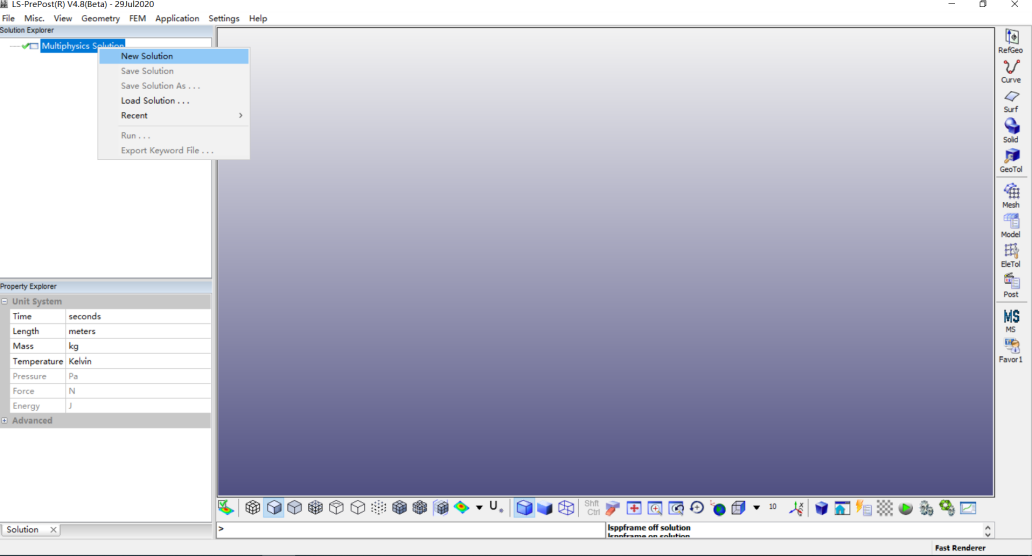 LS-PrePost(R) V4.8(Beta) - 29Jul2020
File Misc. View Geometry FEM Application Settings Help
Solution Explorer
Multiphysics Solution
New Solution
Save Solution
Save Solution As . . .
Load Solution . . .
Recent
Run . . .
Export Keyword File . . .
Property Explorer
Unit System
Time seconds
Length meters
Mass kg
Temperature Kelvin
Pressure Pa
Force N
Energy J
Advanced
Solution
RefGeo
Curve
Surf
Solid
GeoTol
Mesh
Model
EleTol
Post
MS
MS
Favor1
U.
Shft
Ctrl
10
>
lsppframe off solution
lsppframe on solution
Fast Renderer